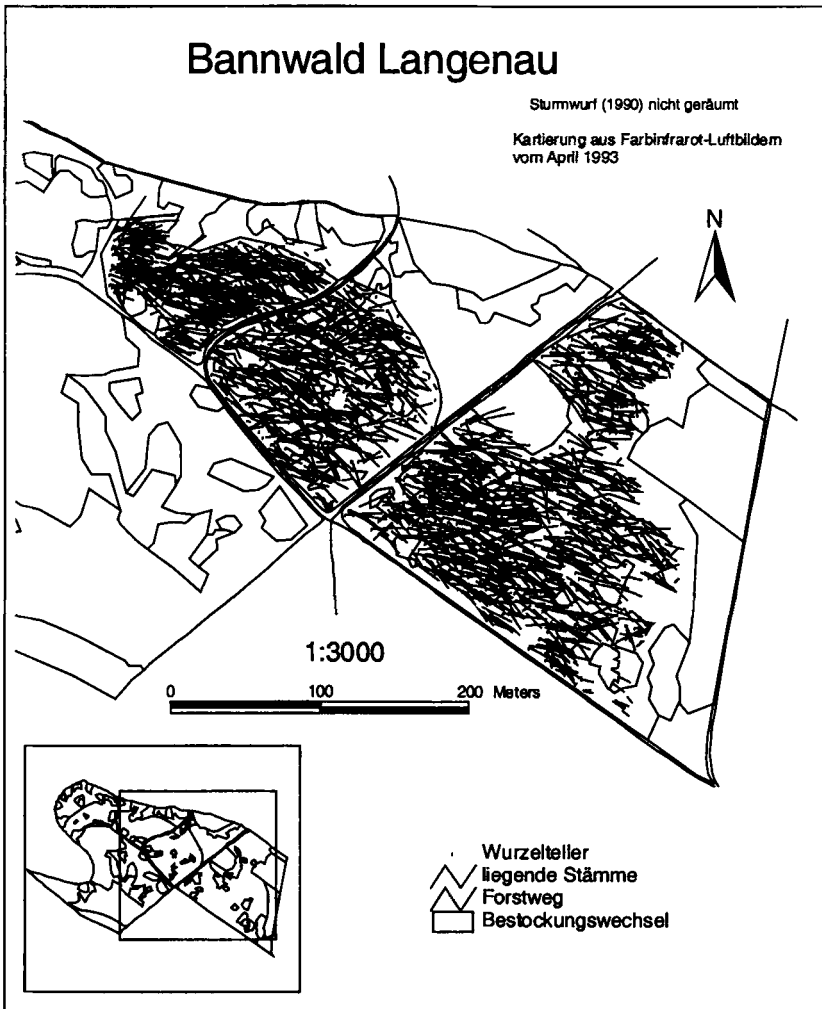 Bannwald Langenau
Sturmwurf (1990) nicht geräumt
Kartierung aus Farbinfrarot-Luftbildern
vom April 1993
N
1:3000
0 100 200 Meters
Wurzelteller
liegende Stämme
Forstweg
Bestockungswechsel